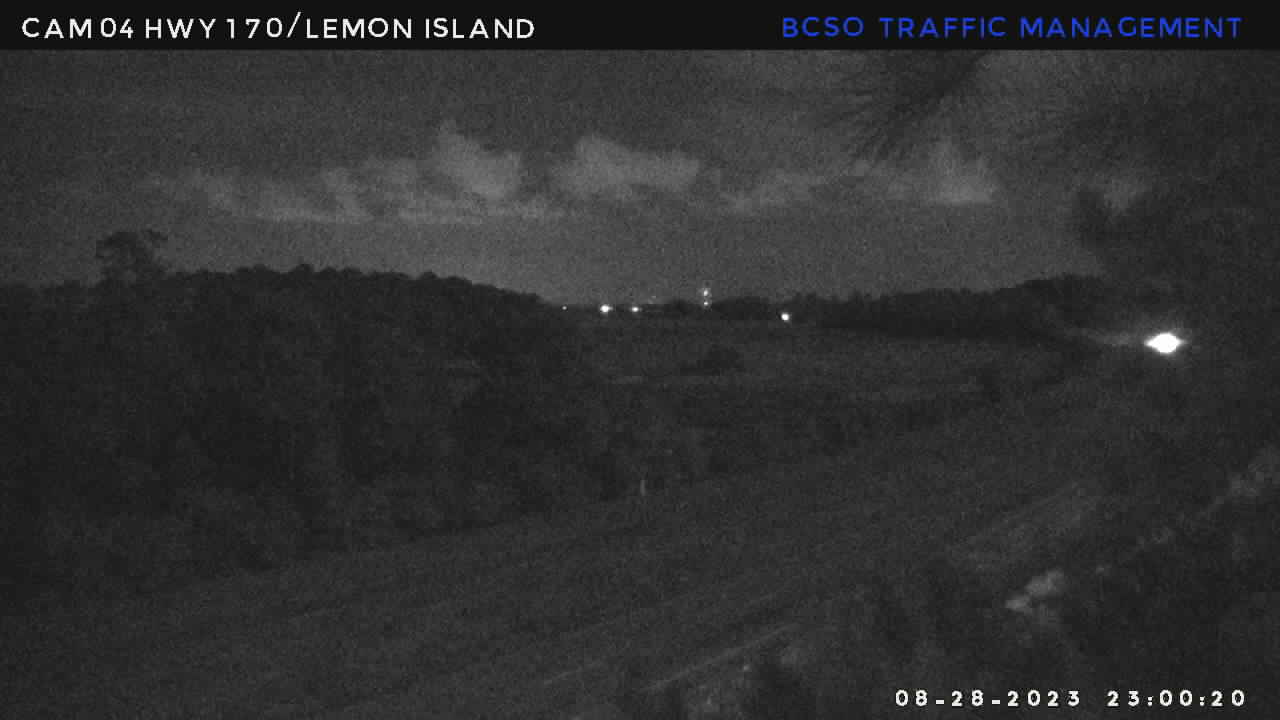 CAM04 HWY 170/LEMON ISLAND
BCSO TRAFFIC MANAGEMENT
08-28-2023 23:00:20